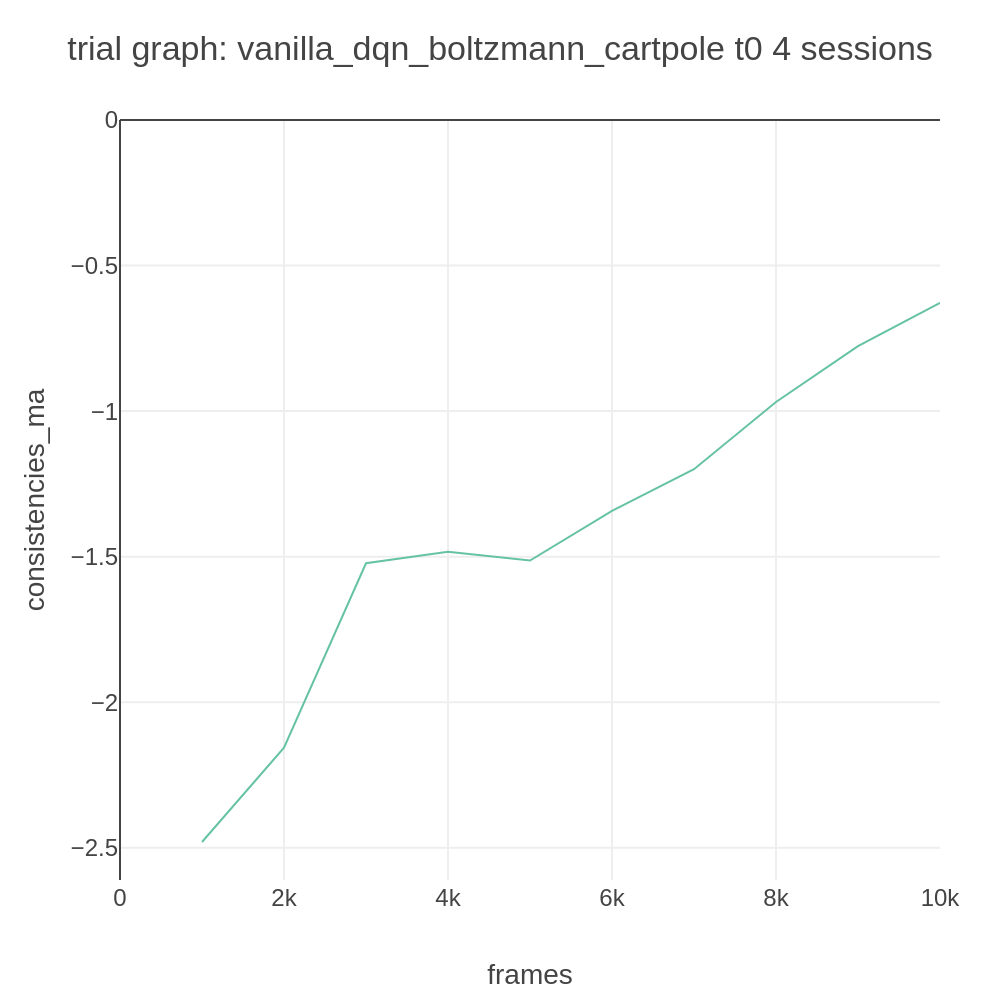 trial graph: vanilla_dqn_boltzmann_cartpole t0 4 sessions
0
−0.5
−1
−1.5
−2
−2.5
consistencies_ma
0 2k 4k 6k 8k 10k
frames